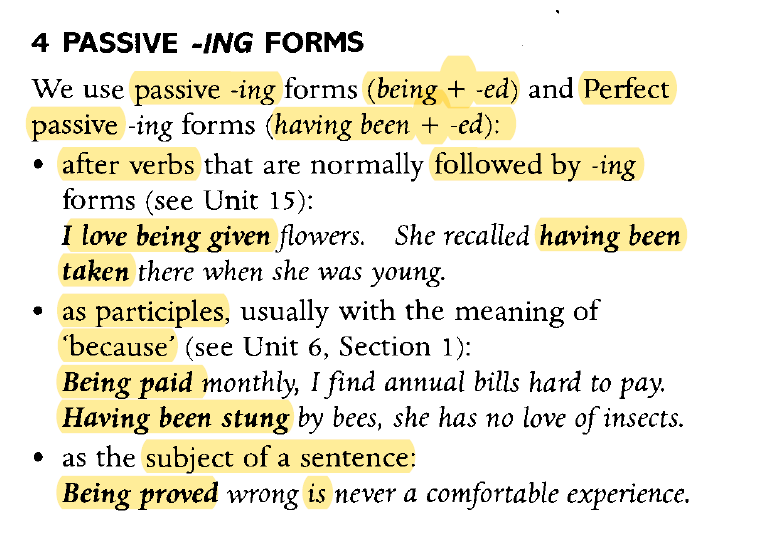 4 PASSIVE -ING FORMS
We use passive -ing forms (being + -ed) and Perfect
passive -ing forms (having been + -ed):
• after verbs that are normally followed by -ing
forms (see Unit 15):
I love being given flowers. She recalled having been
taken there when she was young.
• as participles, usually with the meaning of
‘because’ (see Unit 6, Section 1):
Being paid monthly, I find annual bills hard to pay.
Having been stung by bees, she has no love of insects.
• as the subject of a sentence:
Being proved wrong is never a comfortable experience.